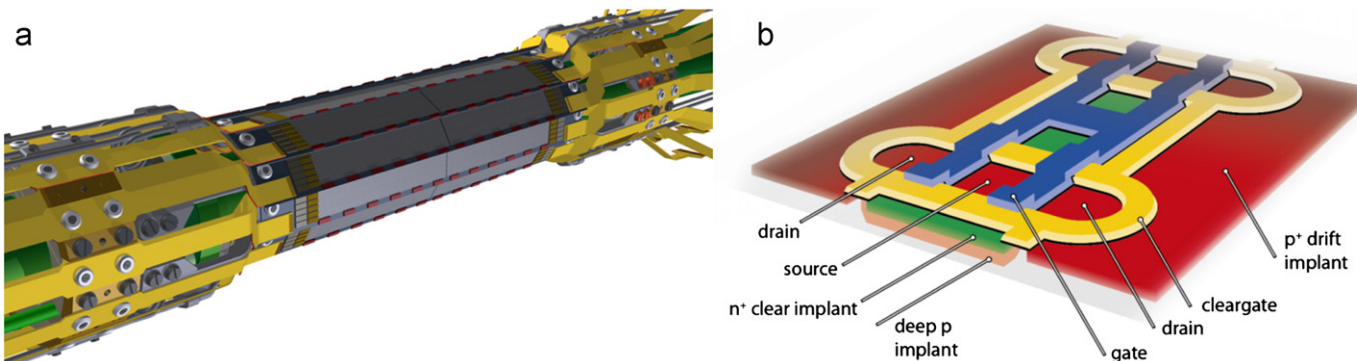 a
b
drain
source
n⁺ clear implant
deep p
implant
gate
drain
cleargate
p⁺ drift
implant